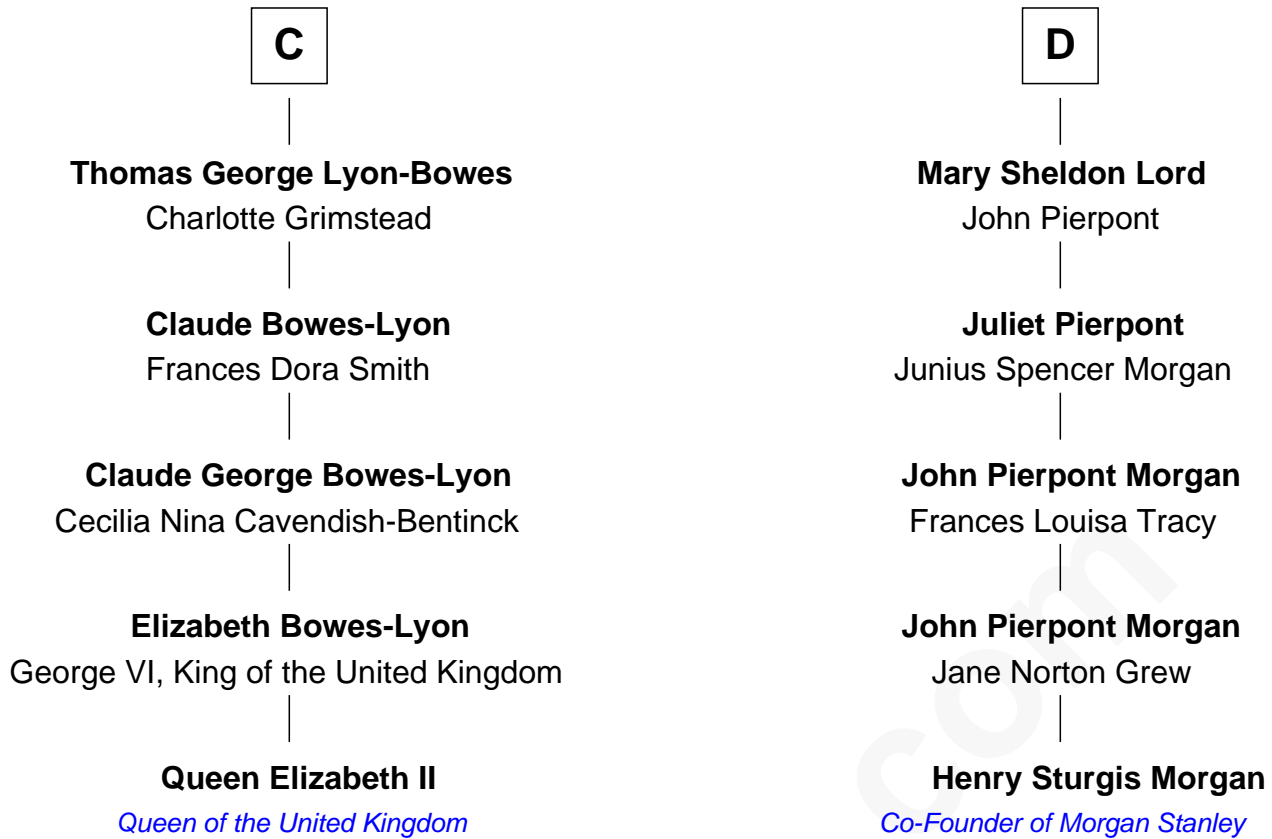 C
Thomas George Lyon-Bowes
Charlotte Grimstead
Claude Bowes-Lyon
Frances Dora Smith
Claude George Bowes-Lyon
Cecilia Nina Cavendish-Bentinck
Elizabeth Bowes-Lyon
George VI, King of the United Kingdom
Queen Elizabeth II
Queen of the United Kingdom
D
Mary Sheldon Lord
John Pierpont
Juliet Pierpont
Junius Spencer Morgan
John Pierpont Morgan
Frances Louisa Tracy
John Pierpont Morgan
Jane Norton Grew
Henry Sturgis Morgan
Co-Founder of Morgan Stanley
com